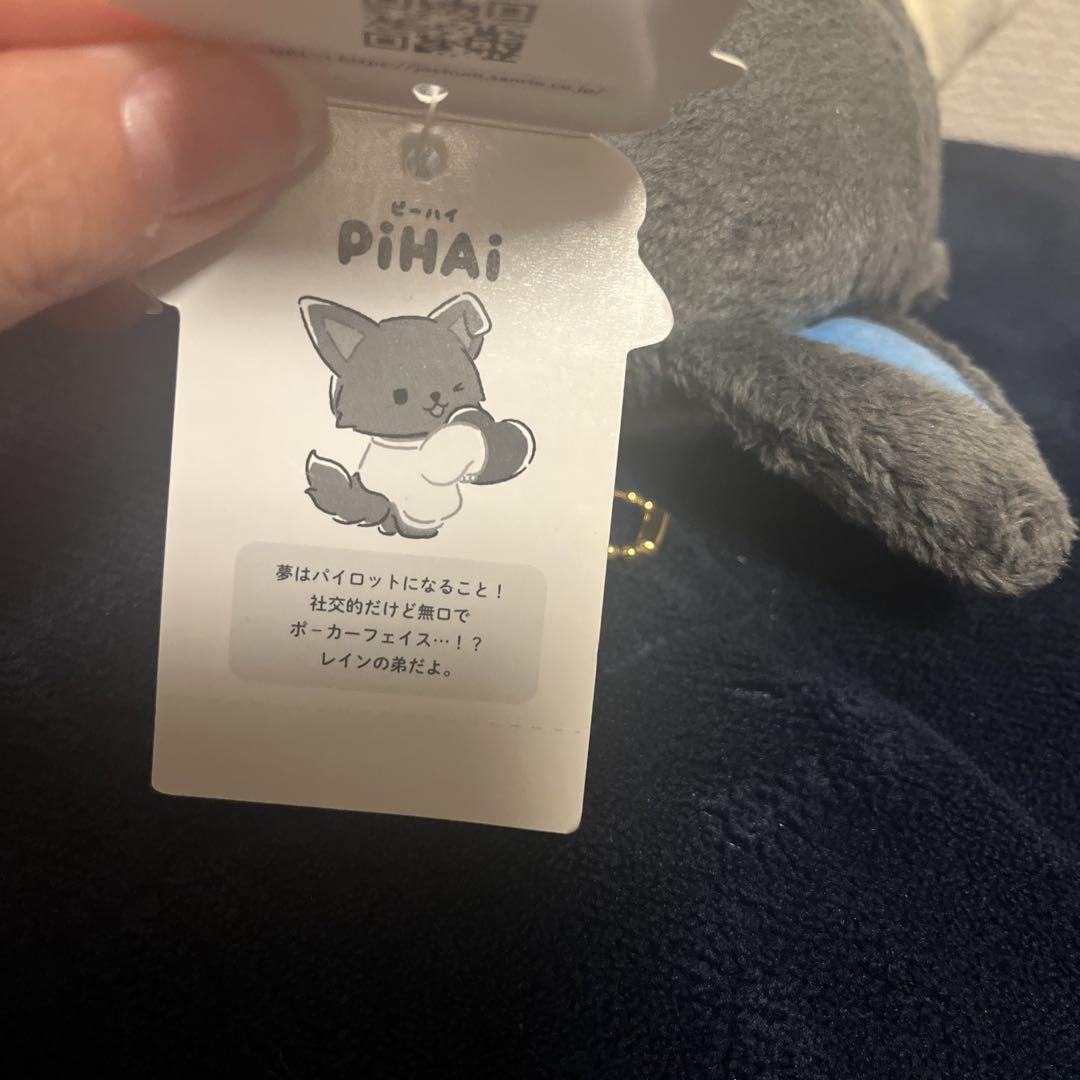 ピーハイ
PiHAi
夢はパイロットになること！
社交的だけど無口で
ポーカーフェイス…！？
レインの弟だよ。